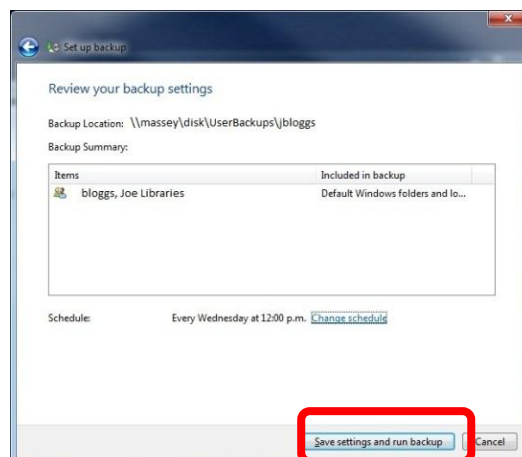 Set up backup
Review your backup settings
Backup Location: \\massey\disk\UserBackups\jbloggs
Backup Summary:
Items Included in backup
bloggs, Joe Libraries Default Windows folders and lo...
Schedule: Every Wednesday at 12:00 p.m. Change schedule
Save settings and run backup Cancel